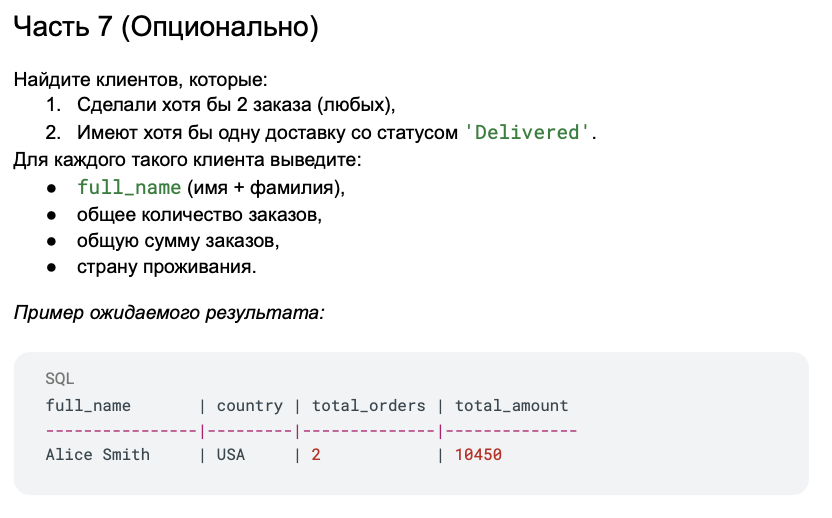 Часть 7 (Опционально)
Найдите клиентов, которые:
1. Сделали хотя бы 2 заказа (любых),
2. Имеют хотя бы одну доставку со статусом 'Delivered'.
Для каждого такого клиента выведите:
● full_name (имя + фамилия),
● общее количество заказов,
● общую сумму заказов,
● страну проживания.
Пример ожидаемого результата:
SQL
full_name       | country | total_orders | total_amount
----------------|---------|--------------|--------------
Alice Smith     | USA     | 2            | 10450